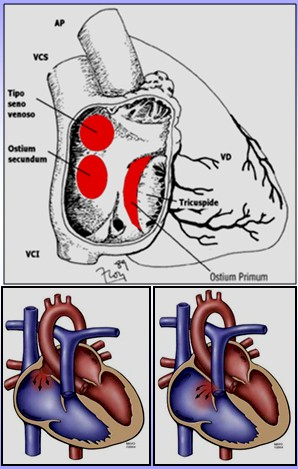 AP
VCS
Tipo
seno
venoso
Ostium
secundum
VD
Tricuspide
VCI
Ostium Primum